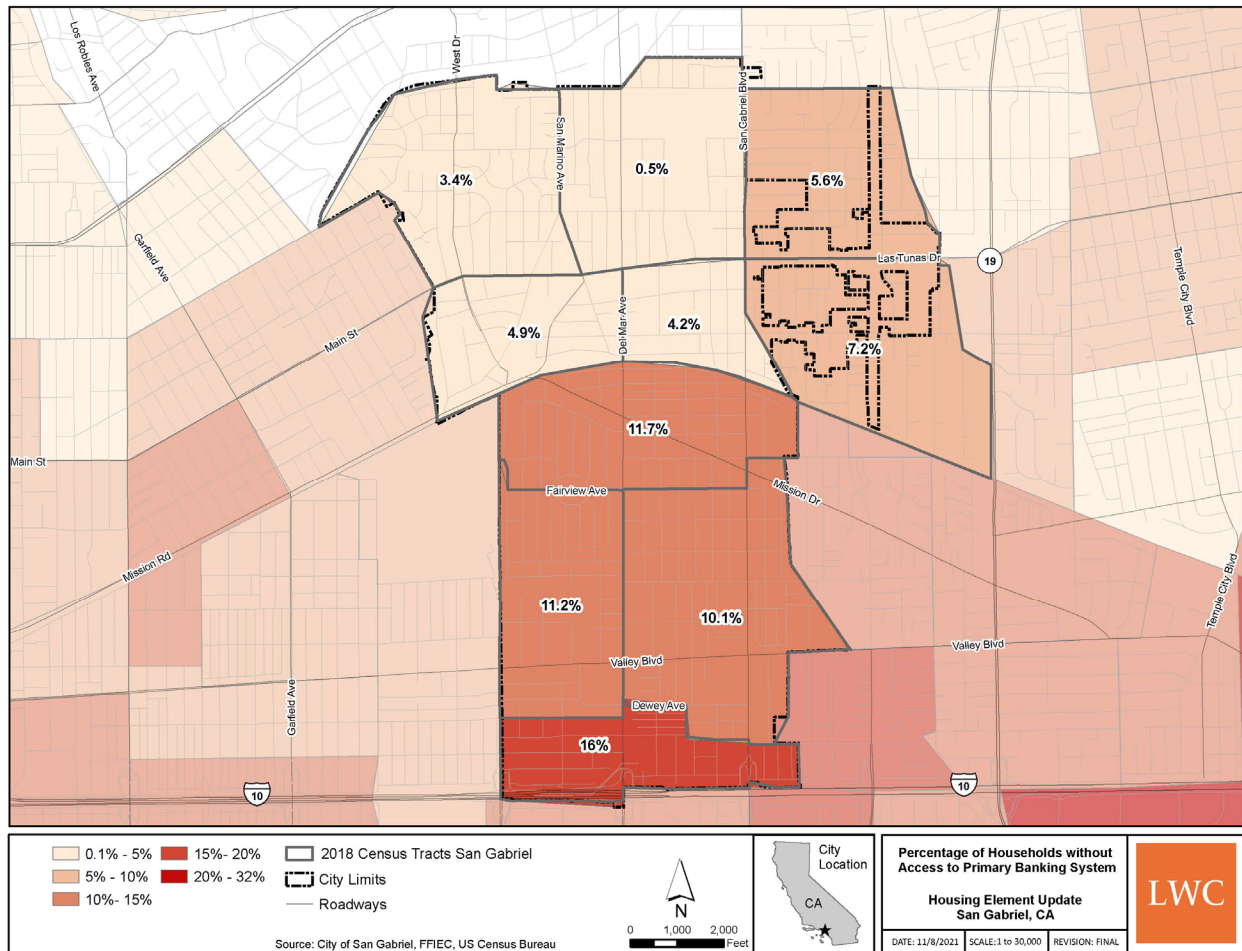 Los Robles Ave
West Dr
San Marino Ave
San Gabriel Blvd
3.4%
0.5%
5.6%
Garfield Ave
Las Tunas Dr
19
Temple City Blvd
Main St
4.9%
Del Mar Ave
4.2%
7.2%
11.7%
Main St
Fairview Ave
Mission Dr
Mission Rd
11.2%
10.1%
Temple City Blvd
Valley Blvd
Valley Blvd
Garfield Ave
Dewey Ave
16%
10
10
0.1% - 5%
5% - 10%
10%- 15%
15%- 20%
20% - 32%
2018 Census Tracts San Gabriel
City Limits
Roadways
Source: City of San Gabriel, FFIEC, US Census Bureau
N
0 1,000 2,000
Feet
City
Location
CA
Percentage of Households without
Access to Primary Banking System
Housing Element Update
San Gabriel, CA
DATE: 11/8/2021
SCALE:1 to 30,000
REVISION: FINAL
LWC